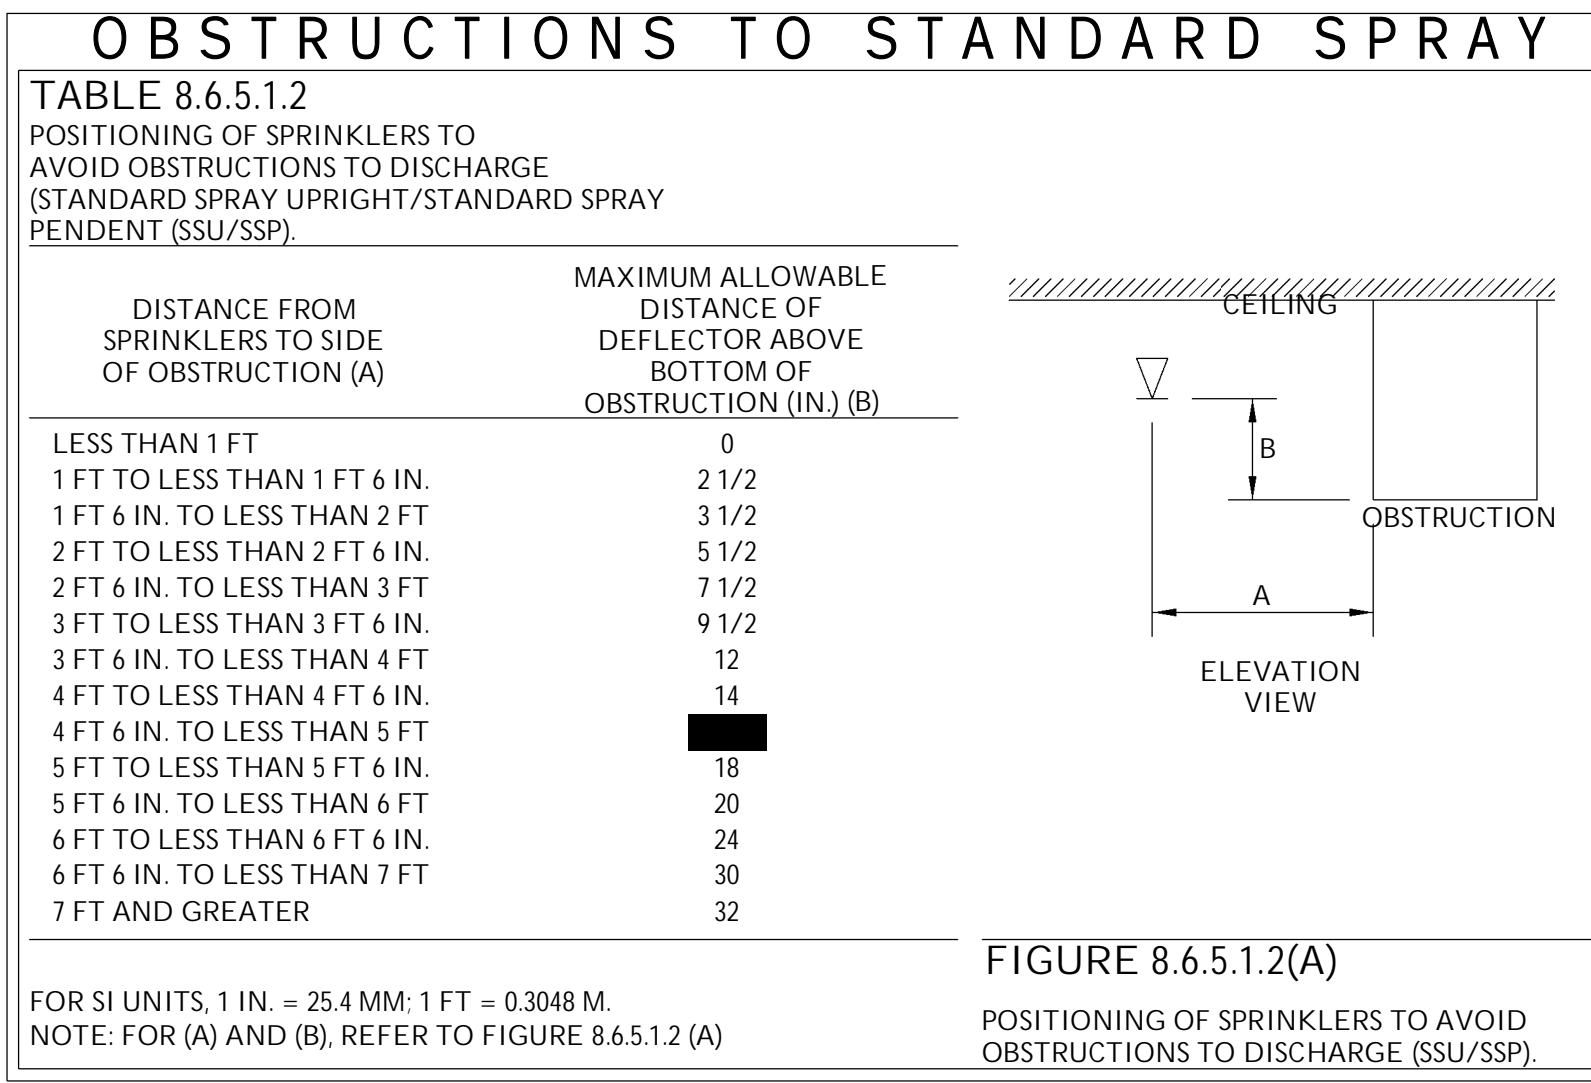 OBSTRUCTIONS TO STANDARD SPRAY
TABLE 8.6.5.1.2
POSITIONING OF SPRINKLERS TO
AVOID OBSTRUCTIONS TO DISCHARGE
(STANDARD SPRAY UPRIGHT/STANDARD SPRAY
PENDENT (SSU/SSP).
DISTANCE FROM
SPRINKLERS TO SIDE
OF OBSTRUCTION (A)
MAXIMUM ALLOWABLE
DISTANCE OF
DEFLECTOR ABOVE
BOTTOM OF
OBSTRUCTION (IN.) (B)
LESS THAN 1 FT 0
1 FT TO LESS THAN 1 FT 6 IN. 2 1/2
1 FT 6 IN. TO LESS THAN 2 FT 3 1/2
2 FT TO LESS THAN 2 FT 6 IN. 5 1/2
2 FT 6 IN. TO LESS THAN 3 FT 7 1/2
3 FT TO LESS THAN 3 FT 6 IN. 9 1/2
3 FT 6 IN. TO LESS THAN 4 FT 12
4 FT TO LESS THAN 4 FT 6 IN. 14
4 FT 6 IN. TO LESS THAN 5 FT
5 FT TO LESS THAN 5 FT 6 IN. 18
5 FT 6 IN. TO LESS THAN 6 FT 20
6 FT TO LESS THAN 6 FT 6 IN. 24
6 FT 6 IN. TO LESS THAN 7 FT 30
7 FT AND GREATER 32
FOR SI UNITS, 1 IN. = 25.4 MM; 1 FT = 0.3048 M.
NOTE: FOR (A) AND (B), REFER TO FIGURE 8.6.5.1.2 (A)
CEILING
B
OBSTRUCTION
A
ELEVATION
VIEW
FIGURE 8.6.5.1.2(A)
POSITIONING OF SPRINKLERS TO AVOID
OBSTRUCTIONS TO DISCHARGE (SSU/SSP).